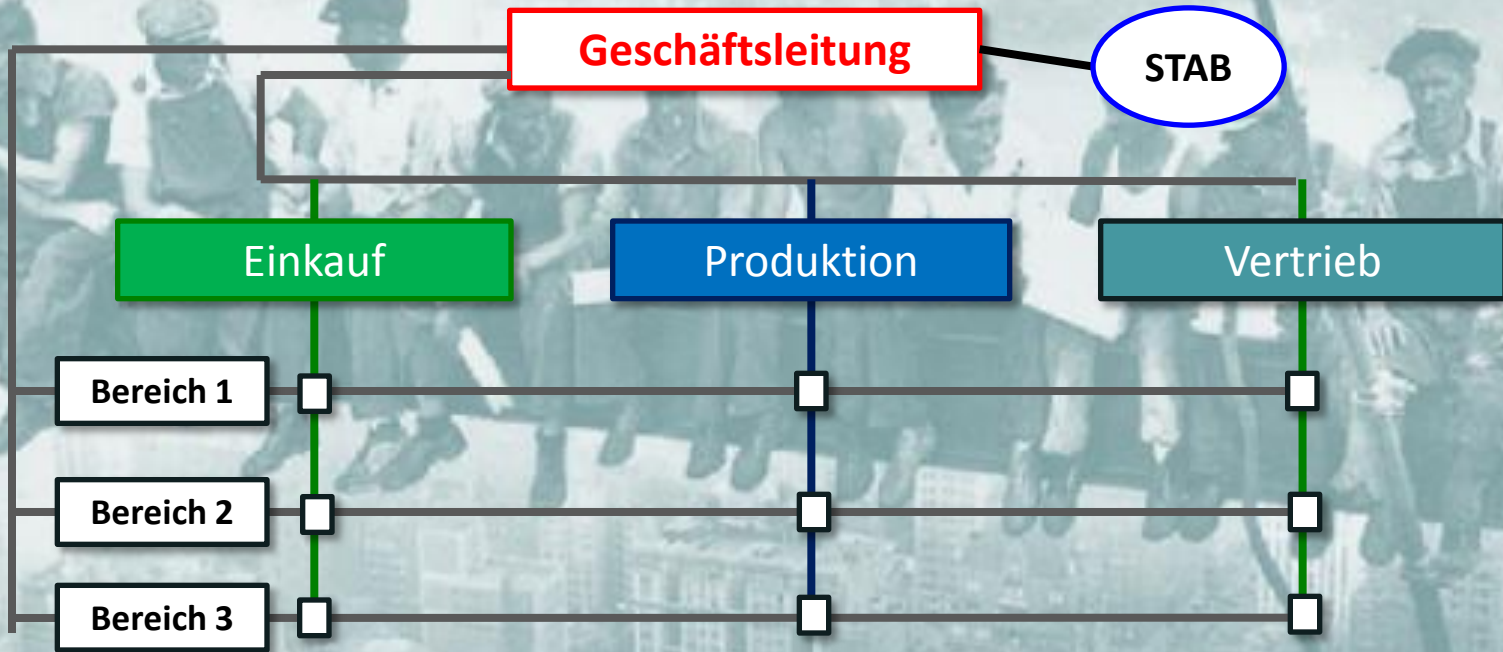 Geschäftsleitung
STAB
Einkauf
Produktion
Vertrieb
Bereich 1
Bereich 2
Bereich 3